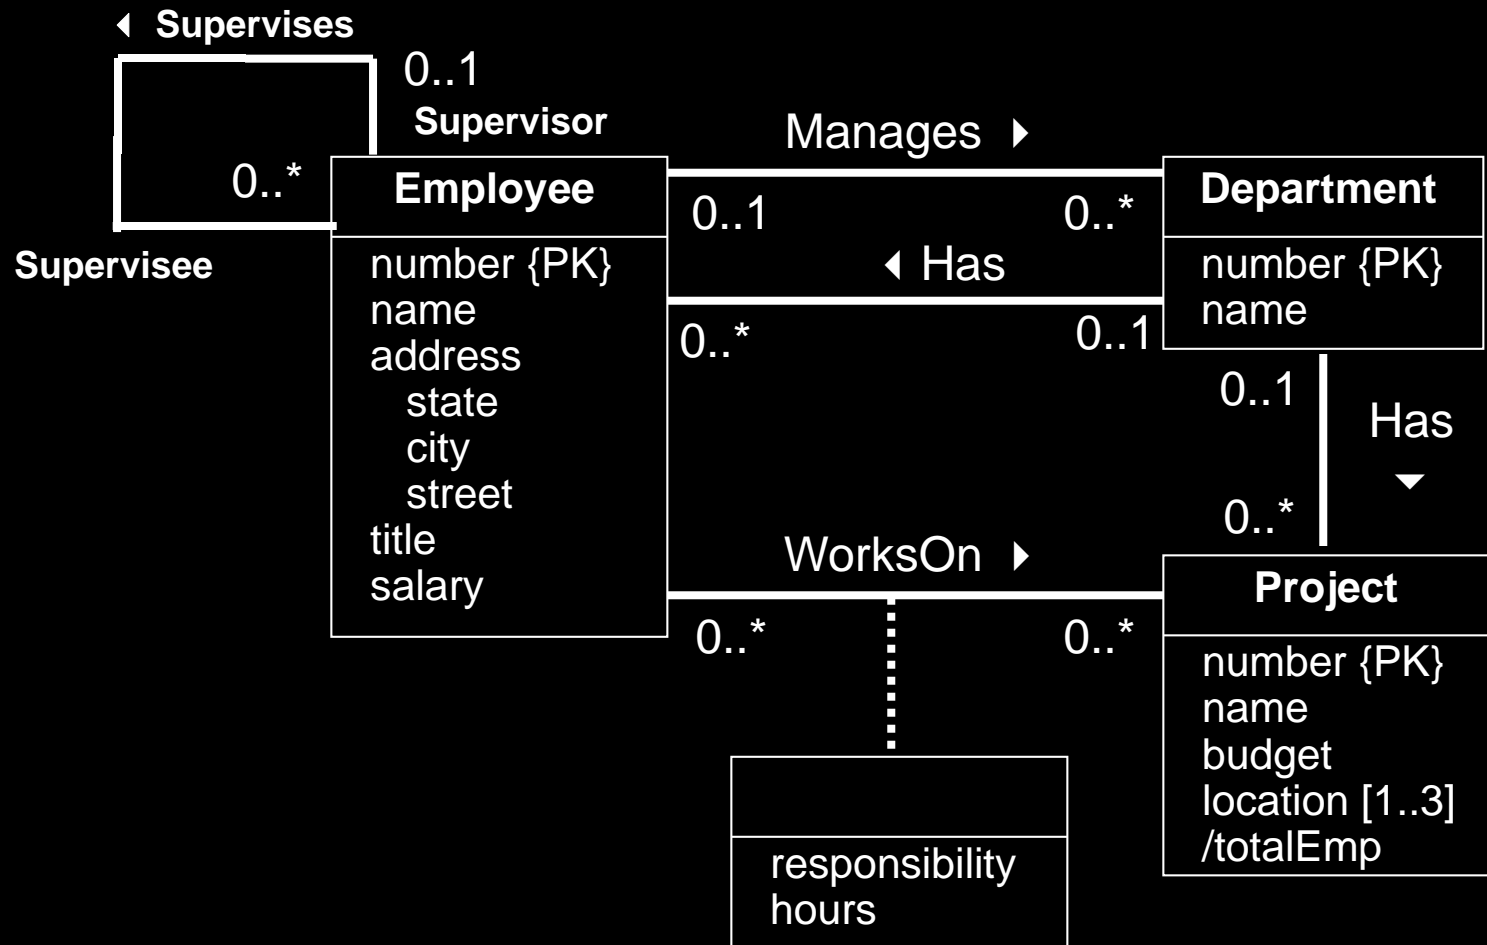 Supervises
0..1
Supervisor
Manages
0..*
Employee
Department
0..1
0..*
Supervisee
number {PK}
name
address
state
city
street
title
salary
Has
number {PK}
name
0..*
0..1
0..1
Has
0..*
WorksOn
Project
0..*
0..*
number {PK}
name
budget
location [1..3]
/totalEmp
responsibility
hours